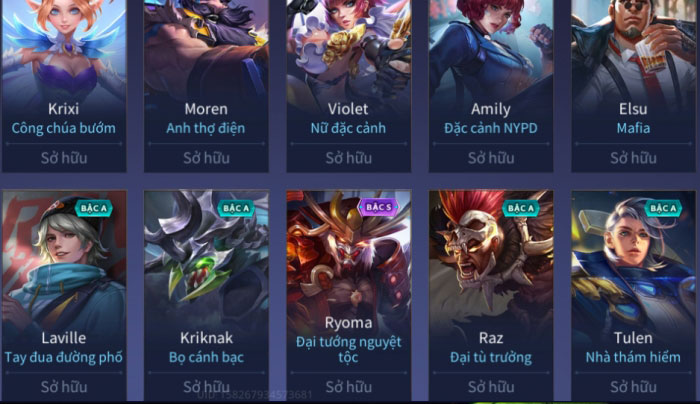 Krixi
Moren
Violet
Amily
Elsu
Công chúa bướm
Anh thợ điện
Nữ đặc cảnh
Đặc cảnh NYPD
Mafia
Sở hữu
Sở hữu
Sở hữu
Sở hữu
Sở hữu
BẬC A
BẬC A
BẬC S
BẬC A
BẬC A
Laville
Kriknak
Ryoma
Raz
Tulen
Tay đua đường phố
Bọ cánh bạc
Đại tướng nguyệt
tộc
Đại tù trưởng
Nhà thám hiểm
Sở hữu
Sở hữu
Sở hữu
Sở hữu
Sở hữu